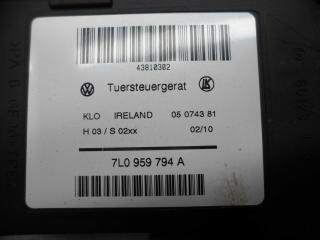 43810302
Tuersteuergerat
KLO IRELAND 05 0743 81
H 03 / S 02xx 02/10
7L0 959 794 A